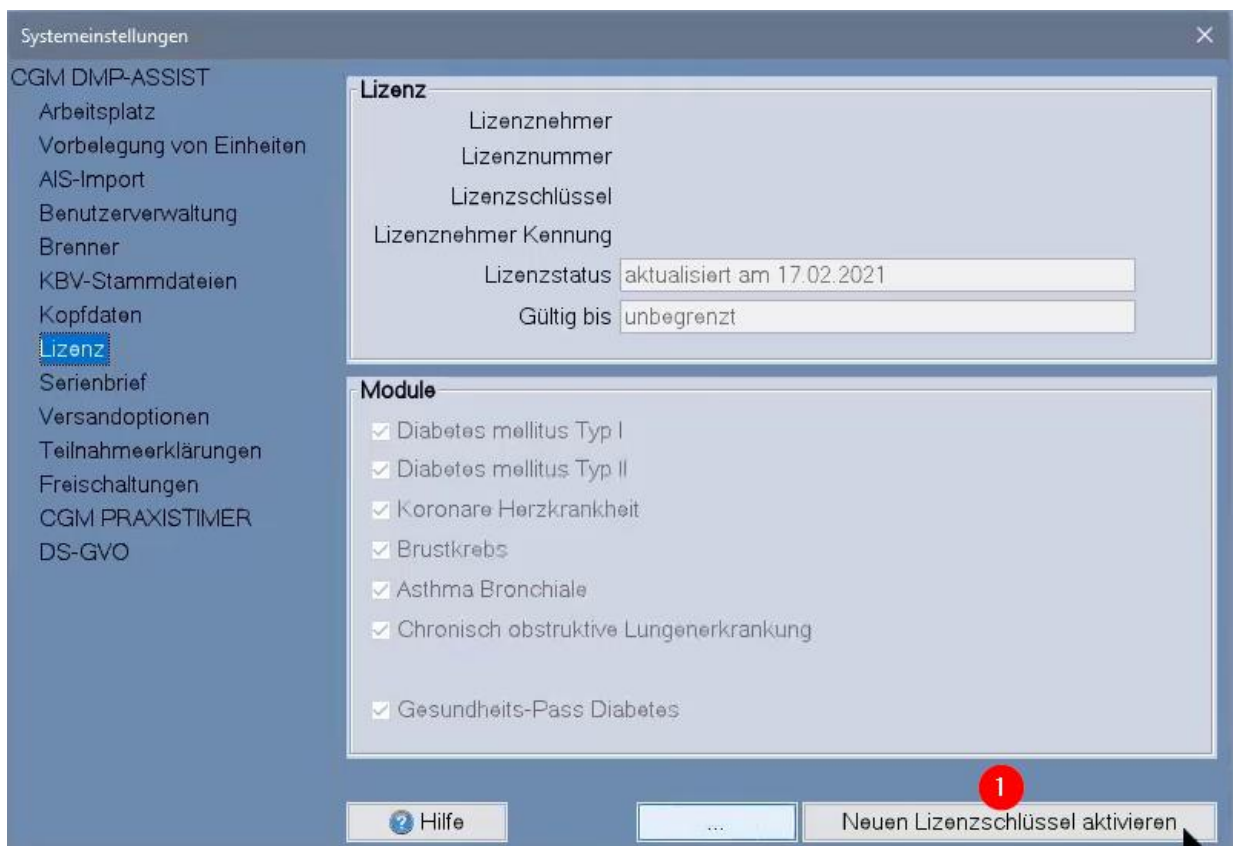 Systemeinstellungen
CGM DMP-ASSIST
Arbeitsplatz
Vorbelegung von Einheiten
AIS-Import
Benutzerverwaltung
Brenner
KBV-Stammdateien
Kopfdaten
Lizenz
Serienbrief
Versandoptionen
Teilnahmeerklärungen
Freischaltungen
CGM PRAXISTIMER
DS-GVO
Lizenz
Lizenznehmer
Lizenznummer
Lizenzschlüssel
Lizenznehmer Kennung
Lizenzstatus aktualisiert am 17.02.2021
Gültig bis unbegrenzt
Module
Diabetes mellitus Typ I
Diabetes mellitus Typ II
Koronare Herzkrankheit
Brustkrebs
Asthma Bronchiale
Chronisch obstruktive Lungenerkrankung
Gesundheits-Pass Diabetes
1
Hilfe ... Neuen Lizenzschlüssel aktivieren